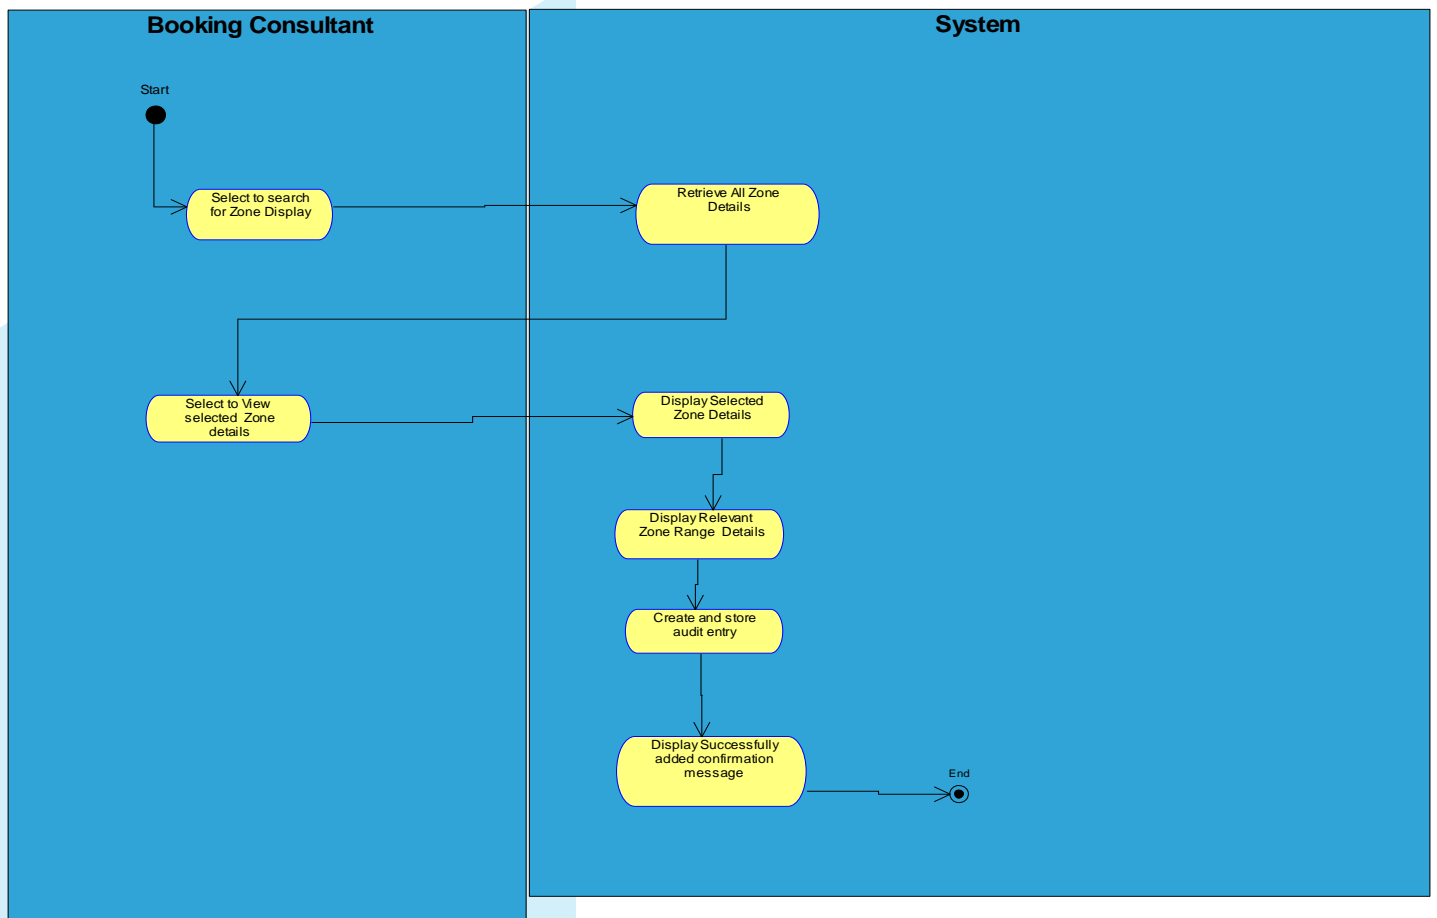 Booking Consultant
System
Start
Select to search
for Zone Display
Retrieve All Zone
Details
Select to View
selected Zone
details
Display Selected
Zone Details
Display Relevant
Zone Range Details
Create and store
audit entry
Display Successfully
added confirmation
message
End